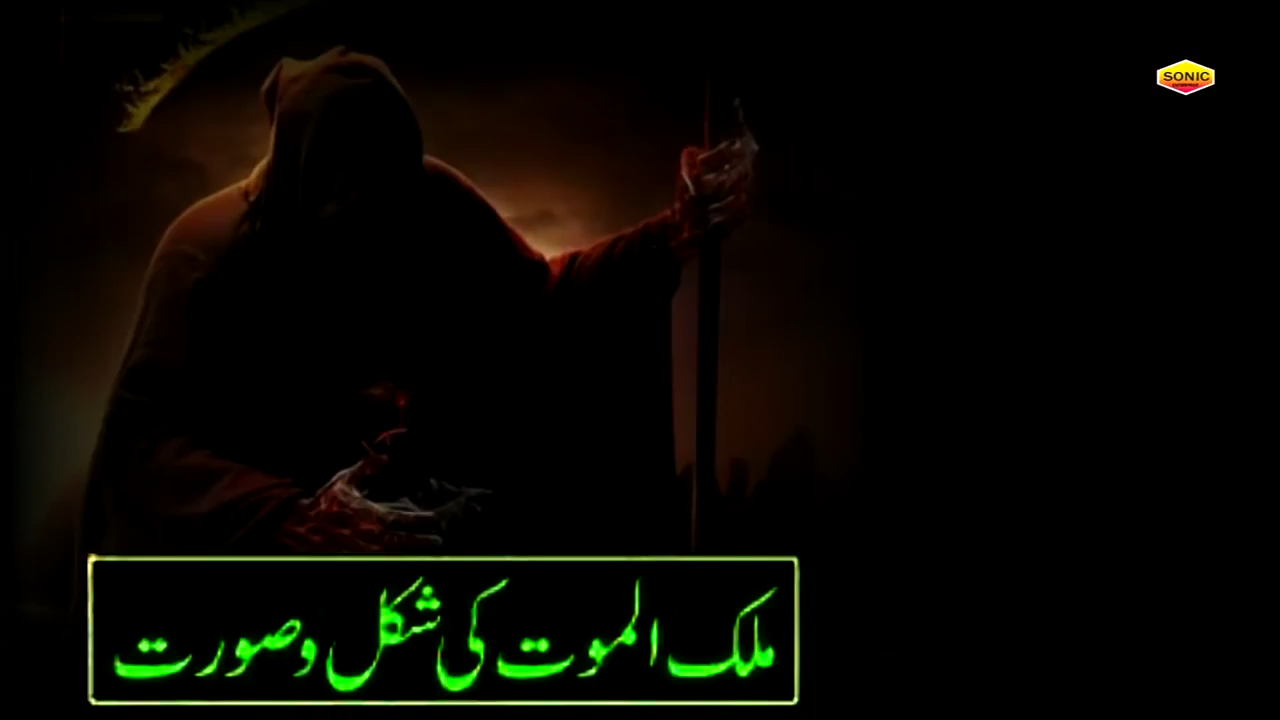 SONIC
ملک الموت کی شکل وصورت